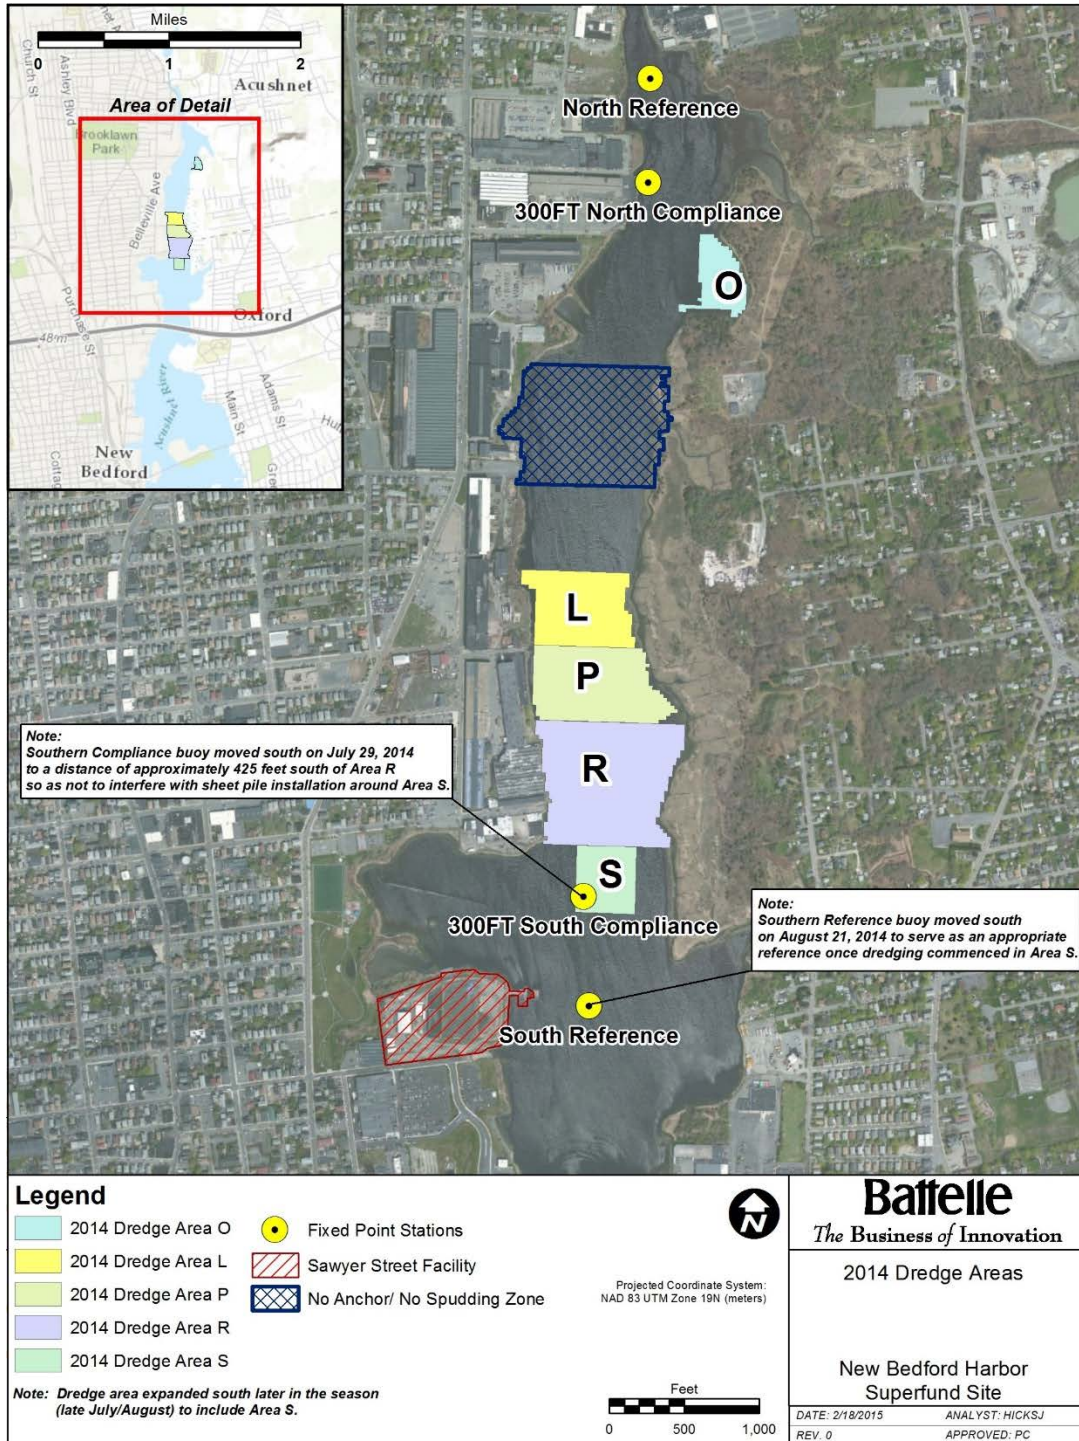 Miles
0 1 2
Church St
Ashley Blvd
Acushnet
Area of Detail
Brooklawn
Park
Belleville Ave
Purchase St
Oxford
48m
Acushnet River
Adams St
Main St
New
Bedford
North Reference
300FT North Compliance
O
L
P
Note:
Southern Compliance buoy moved south on July 29, 2014
to a distance of approximately 425 feet south of Area R
so as not to interfere with sheet pile installation around Area S.
R
S
300FT South Compliance
Note:
Southern Reference buoy moved south
on August 21, 2014 to serve as an appropriate
reference once dredging commenced in Area S.
South Reference
Legend
2014 Dredge Area O
2014 Dredge Area L
2014 Dredge Area P
2014 Dredge Area R
2014 Dredge Area S
Fixed Point Stations
Sawyer Street Facility
No Anchor/ No Spudding Zone
Note: Dredge area expanded south later in the season
(late July/August) to include Area S.
N
Projected Coordinate System:
NAD 83 UTM Zone 19N (meters)
Feet
0 500 1,000
Battelle
The Business of Innovation
2014 Dredge Areas
New Bedford Harbor
Superfund Site
DATE: 2/18/2015 ANALYST: HICKSJ
REV. 0 APPROVED: PC